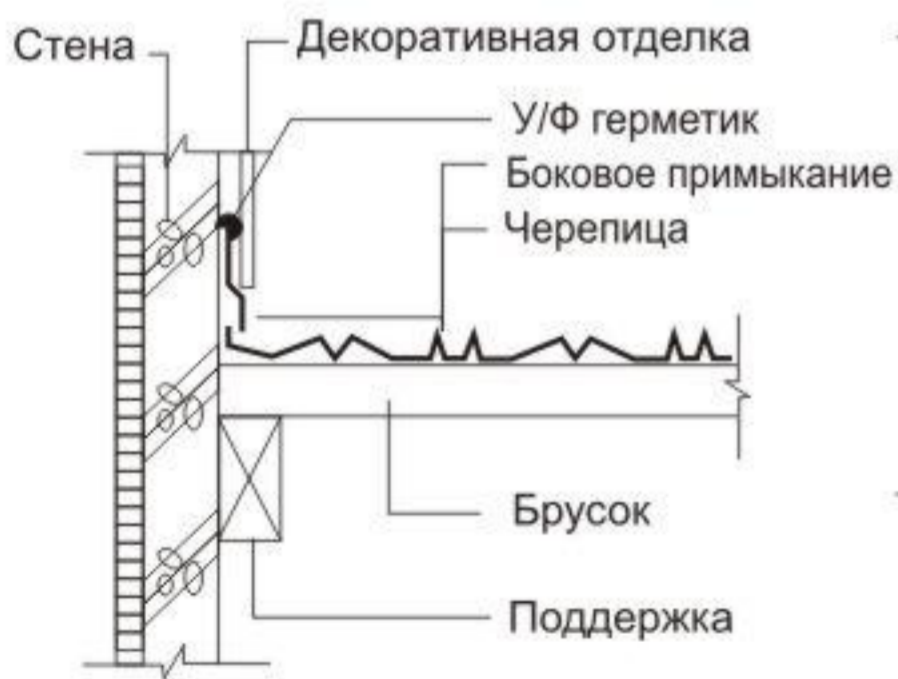 Стена
Декоративная отделка
У/Ф герметик
Боковое примыкание
Черепица
Брусок
Поддержка